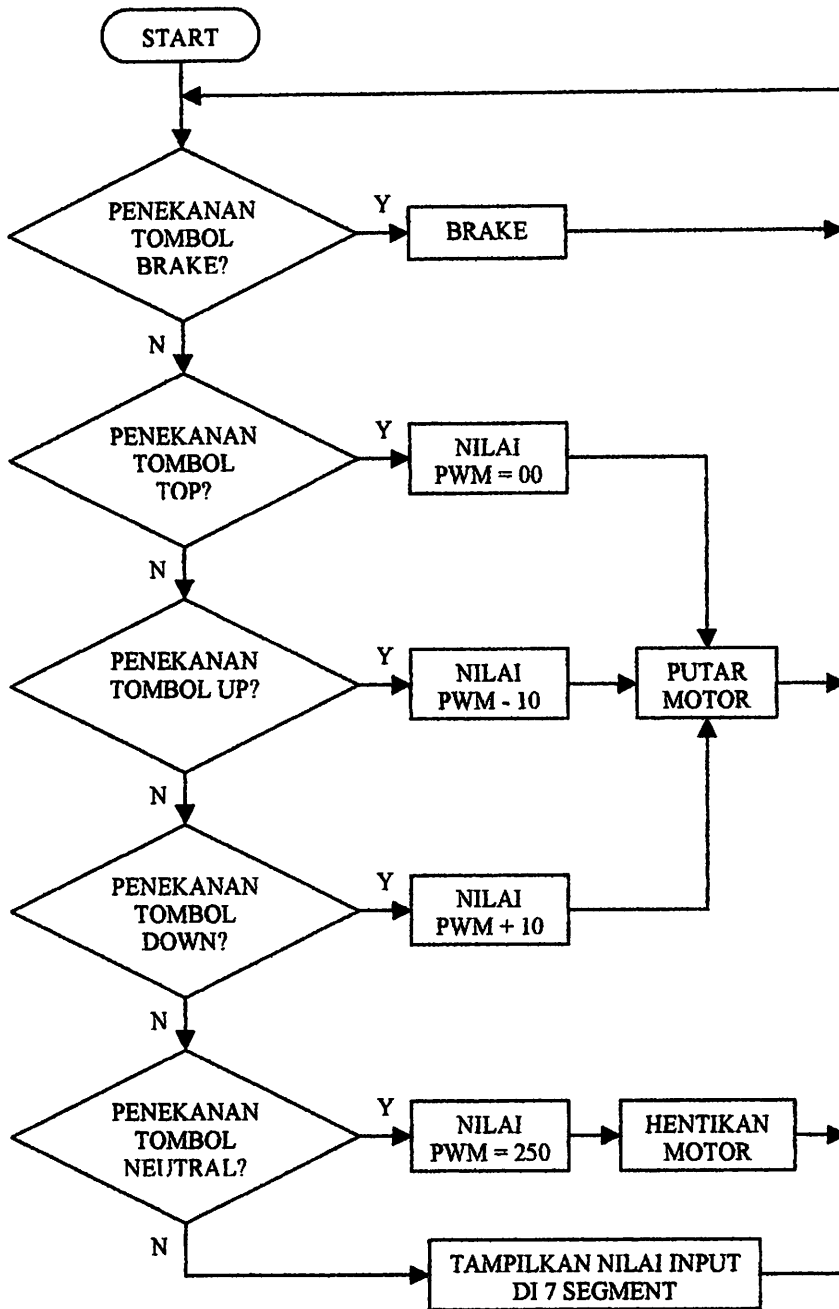 START
PENEKANAN
TOMBOL
BRAKE?
Y
BRAKE
N
PENEKANAN
TOMBOL
TOP?
Y
NILAI
PWM = 00
N
PENEKANAN
TOMBOL UP?
Y
NILAI
PWM - 10
PUTAR
MOTOR
N
PENEKANAN
TOMBOL
DOWN?
Y
NILAI
PWM + 10
N
PENEKANAN
TOMBOL
NEUTRAL?
Y
NILAI
PWM = 250
HENTIKAN
MOTOR
N
TAMPILKAN NILAI INPUT
DI 7 SEGMENT